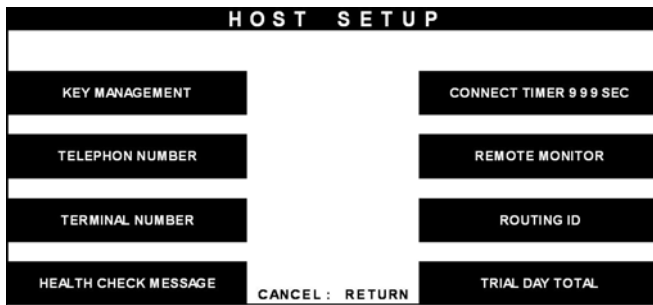 HOST SETUP
KEY MANAGEMENT
CONNECT TIMER 999 SEC
TELEPHON NUMBER
REMOTE MONITOR
TERMINAL NUMBER
ROUTING ID
HEALTH CHECK MESSAGE
CANCEL: RETURN
TRIAL DAY TOTAL